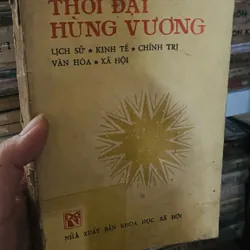 THỜI ĐẠI
HÙNG VƯƠNG
LỊCH SỬ * KINH TẾ * CHÍNH TRỊ
VĂN HÓA * XÃ HỘI
NHÀ XUẤT BẢN KHOA HỌC XÃ HỘI